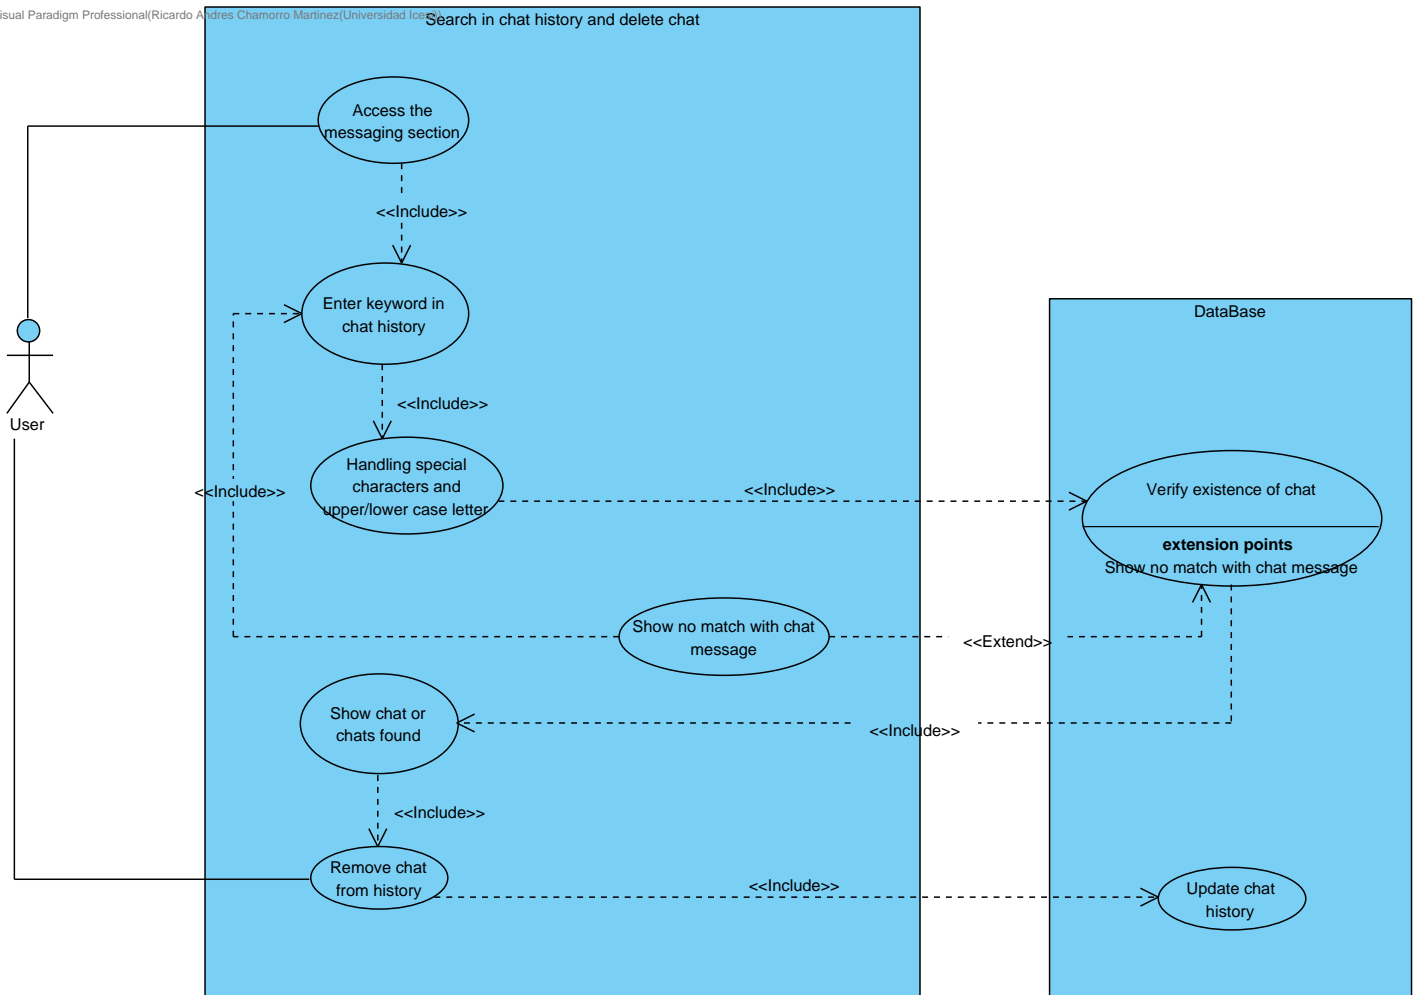 isual Paradigm Professional(Ricardo Andres Chamorro Martinez(Universidad Icesi))
Search in chat history and delete chat
Access the
messaging section
<<Include>>
Enter keyword in
chat history
DataBase
<<Include>>
User
Handling special
characters and
upper/lower case letter
<<Include>>
<<Include>>
Verify existence of chat
extension points
Show no match with chat message
Show no match with chat
message
<<Extend>>
Show chat or
chats found
<<Include>>
<<Include>>
Remove chat
from history
<<Include>>
Update chat
history